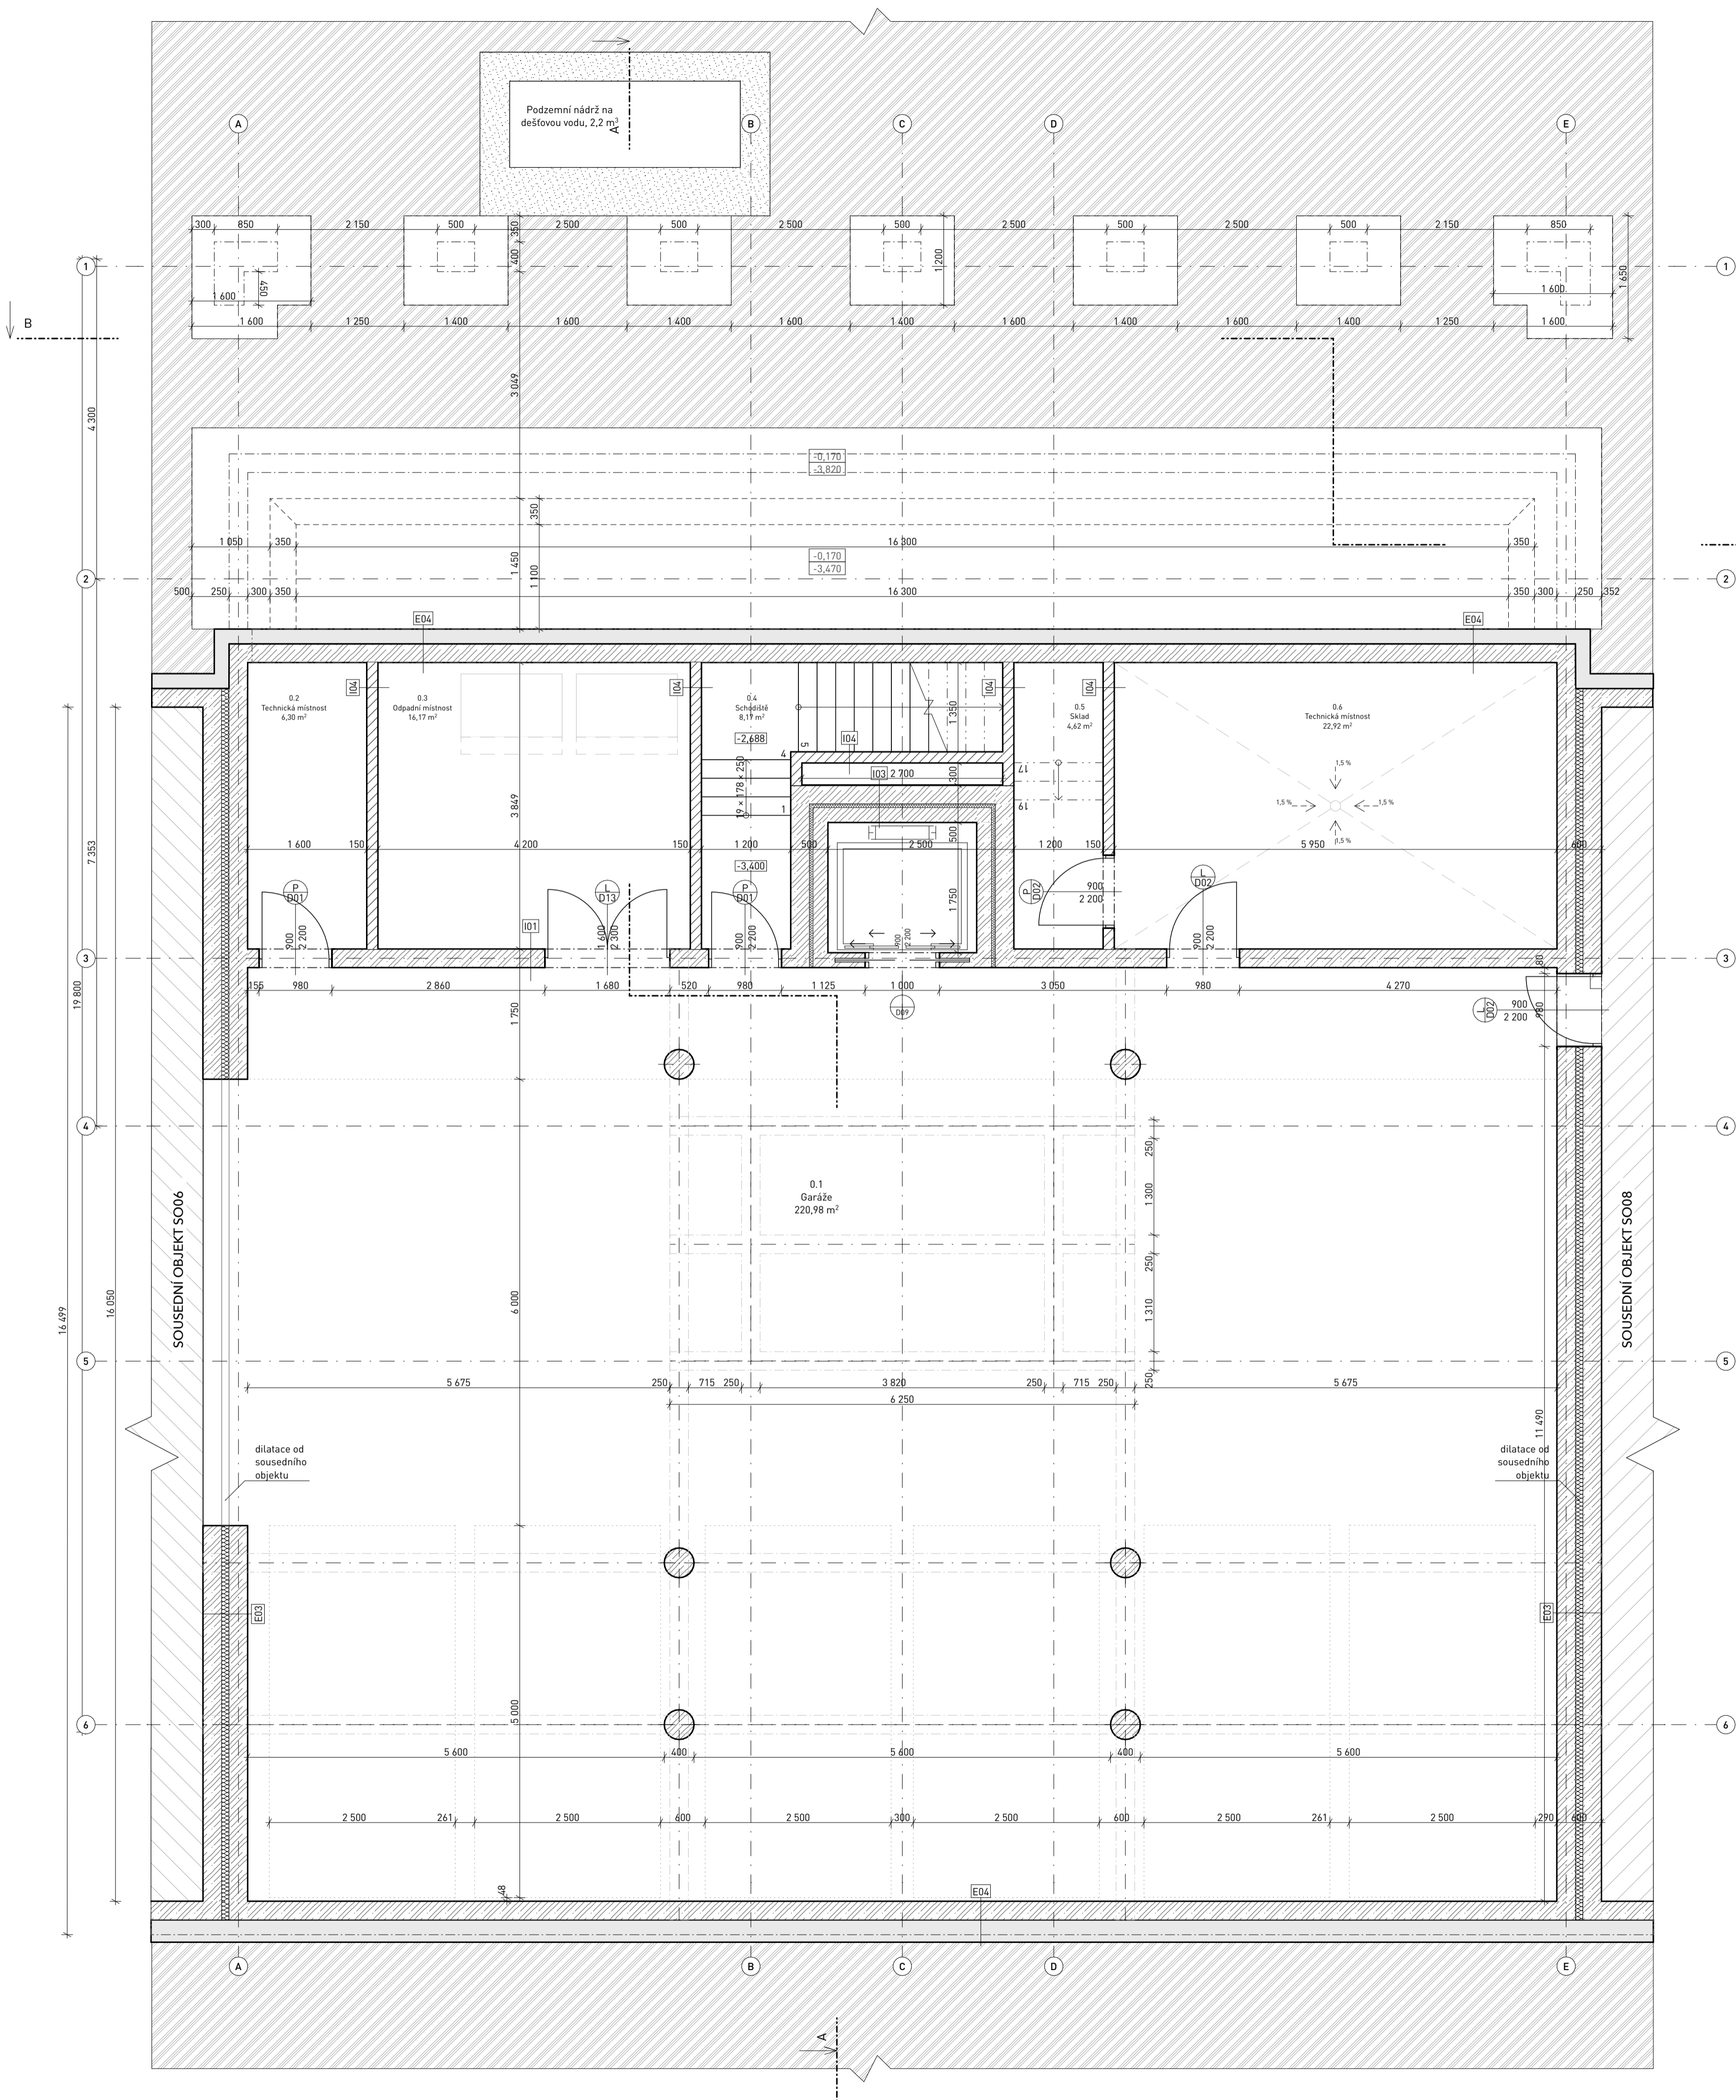 A
Podzemní nádrž na
dešťovou vodu, 2,2 m³
A B C D E
300 850 2 150 500 2 500 500 2 500 500 2 500 500 2 500 500 2 150 850
350
400
450
1 200
1 650
1 1
1 600 1 600
1 600 1 250 1 400 1 600 1 400 1 600 1 400 1 600 1 400 1 600 1 400 1 250 1 600
B
3 049
4 300
-0,170
-3,820
350
1 050 350 16 300 350
1 450
1 100
-0,170
-3,470
2 2
500 250 300 350 16 300 350 300 250 352
E04 E04
I04 I04 I04 I04
0.2
Technická místnost
6,30 m²
0.3
Odpadní místnost
16,17 m²
0.4
Schodiště
8,17 m²
0.5
Sklad
4,62 m²
0.6
Technická místnost
22,92 m²
1 350
-2,688
I04
5
4
17
300
I03
2 700
19 × 178 × 250
19
1
1,5 %
1,5 % 1,5 %
1,5 %
3 849
7 353
500
1 600 150 4 200 150 1 200 500 2 500 1 200 150 5 950 600
-3,400
P
D01
L
D13
P
D01
P
D02
900
2 200
L
D02
1 750
I01
900
2 200
1 600
2 300
900
2 200
900
2 200
900
2 200
3 3
80
19 800
155 980 2 860 1 680 520 980 1 125 1 000 3 050 980 4 270
1 750
D09
L
D02
900
2 200
980
4 4
250
1 300
250
1 310
250
0.1
Garáže
220,98 m²
SOUSEDNÍ OBJEKT SO06
SOUSEDNÍ OBJEKT SO08
16 499
16 050
6 000
5 5
5 675 250 715 250 3 820 250 715 250 5 675
6 250
11 490
dilatace od
sousedního
objektu
dilatace od
sousedního
objektu
E03 E03
5 000
6 6
5 600 400 5 600 400 5 600
2 500 261 2 500 600 2 500 300 2 500 600 2 500 261 2 500 290 600
48
E04
A B C D E
A